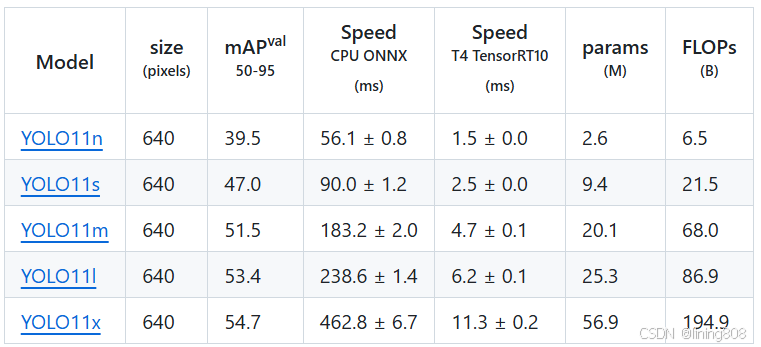 Model size (pixels) mAPval 50-95 Speed CPU ONNX (ms) Speed T4 TensorRT10 (ms) params (M) FLOPs (B)
YOLO11n 640 39.5 56.1 ± 0.8 1.5 ± 0.0 2.6 6.5
YOLO11s 640 47.0 90.0 ± 1.2 2.5 ± 0.0 9.4 21.5
YOLO11m 640 51.5 183.2 ± 2.0 4.7 ± 0.1 20.1 68.0
YOLO11l 640 53.4 238.6 ± 1.4 6.2 ± 0.1 25.3 86.9
YOLO11x 640 54.7 462.8 ± 6.7 11.3 ± 0.2 56.9 194.9
CSDN @lining808